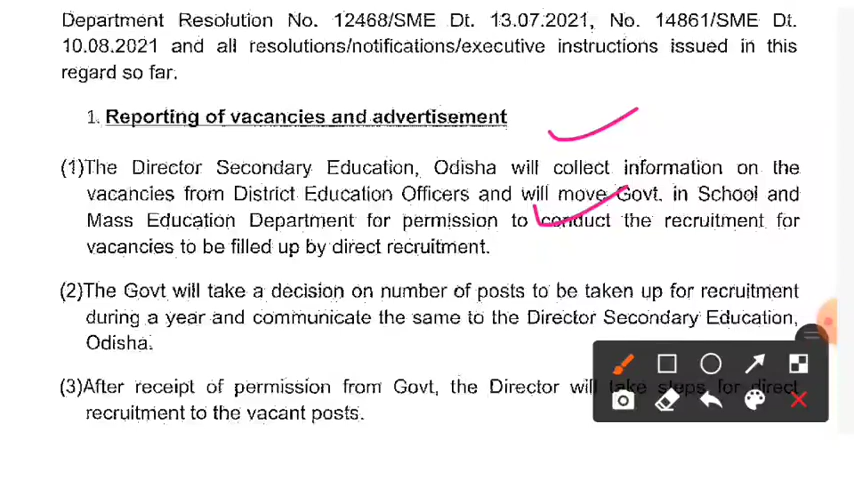 Department Resolution No. 12468/SME Dt. 13.07.2021, No. 14861/SME Dt.
10.08.2021 and all resolutions/notifications/executive instructions issued in this
regard so far.
1. Reporting of vacancies and advertisement
(1)The Director Secondary Education, Odisha will collect information on the
vacancies from District Education Officers and will move Govt. in School and
Mass Education Department for permission to conduct the recruitment for
vacancies to be filled up by direct recruitment.
(2)The Govt will take a decision on number of posts to be taken up for recruitment
during a year and communicate the same to the Director Secondary Education,
Odisha.
(3)After receipt of permission from Govt, the Director will take steps for direct
recruitment to the vacant posts.